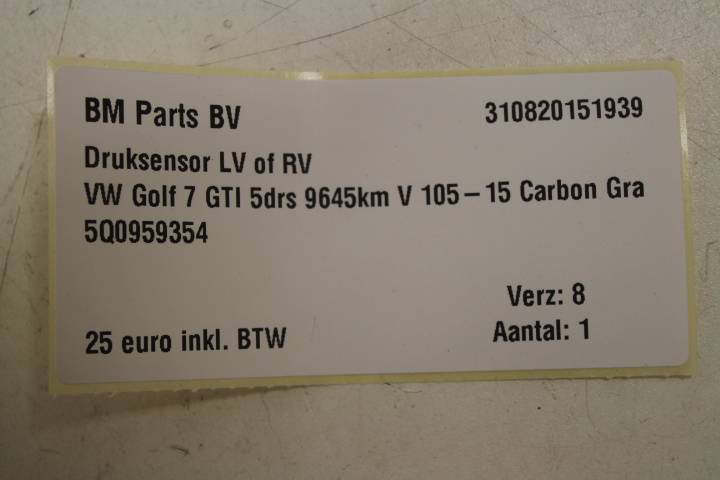 BM Parts BV 310820151939
Druksensor LV of RV
VW Golf 7 GTI 5drs 9645km V 105-15 Carbon Gra
5Q0959354
Verz: 8
25 euro inkl. BTW Aantal: 1